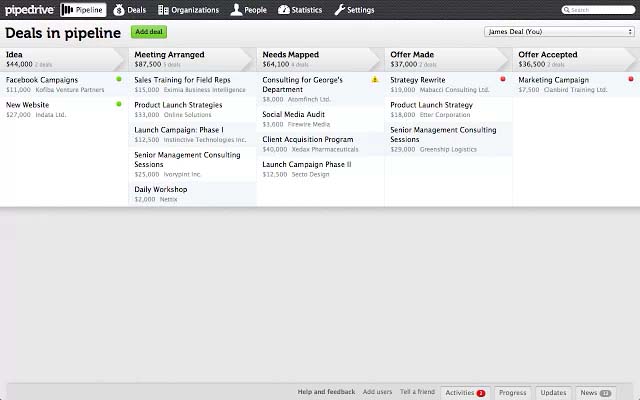 pipedrive Pipeline Deals Organizations People Statistics Settings Search
Deals in pipeline Add deal James Deal (You)
Idea
$44,000 2 deals
Facebook Campaigns
$11,000 Kofiba Venture Partners
New Website
$27,000 Indata Ltd.
Meeting Arranged
$87,500 5 deals
Sales Training for Field Reps
$15,000 Eximia Business Intelligence
Product Launch Strategies
$33,000 Online Solutions
Launch Campaign: Phase I
$12,500 Instinctive Technologies Inc.
Senior Management Consulting
Sessions
$25,000 Ivorypint Inc.
Daily Workshop
$2,000 Nettix
Needs Mapped
$64,100 4 deals
Consulting for George's
Department
$8,000 Atomfinch Ltd.
Social Media Audit
$3,600 Firewire Media
Client Acquisition Program
$40,000 Xedax Pharmaceuticals
Launch Campaign Phase II
$12,500 Secto Design
Offer Made
$37,000 2 deals
Strategy Rewrite
$19,000 Mabacci Consulting Ltd.
Product Launch Strategy
$18,000 Etter Corporation
Senior Management Consulting
Sessions
$29,000 Greenship Logistics
Offer Accepted
$36,500 2 deals
Marketing Campaign
$7,500 Clanbird Training Ltd.
Help and feedback Add users Tell a friend Activities Progress Updates News